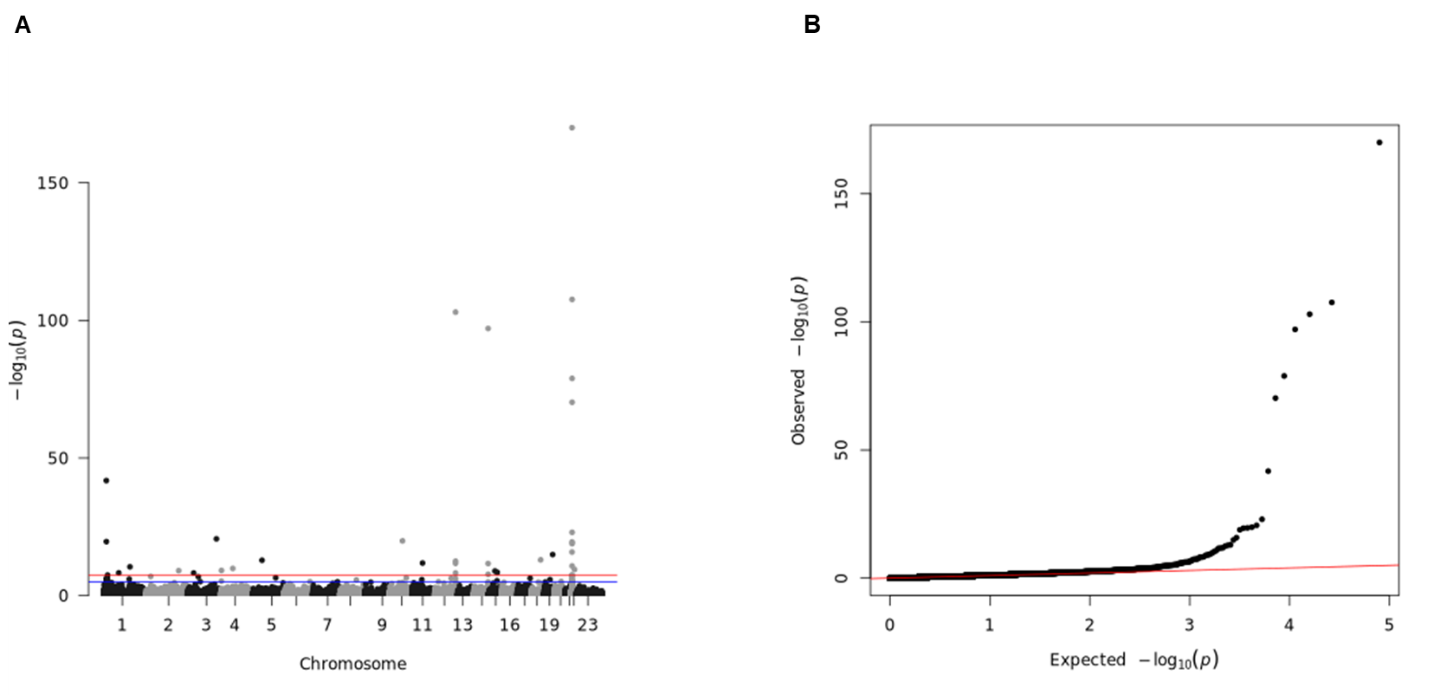 A
150
100
50
0
−log₁₀(p)
1 2 3 4 5 7 9 11 13 16 19 23
Chromosome
B
150
100
50
0
Observed −log₁₀(p)
0 1 2 3 4 5
Expected −log₁₀(p)